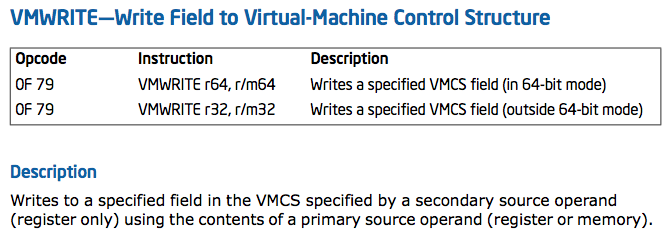 VMWRITE—Write Field to Virtual-Machine Control Structure
Opcode Instruction Description
0F 79 VMWRITE r64, r/m64 Writes a specified VMCS field (in 64-bit mode)
0F 79 VMWRITE r32, r/m32 Writes a specified VMCS field (outside 64-bit mode)
Description
Writes to a specified field in the VMCS specified by a secondary source operand
(register only) using the contents of a primary source operand (register or memory).